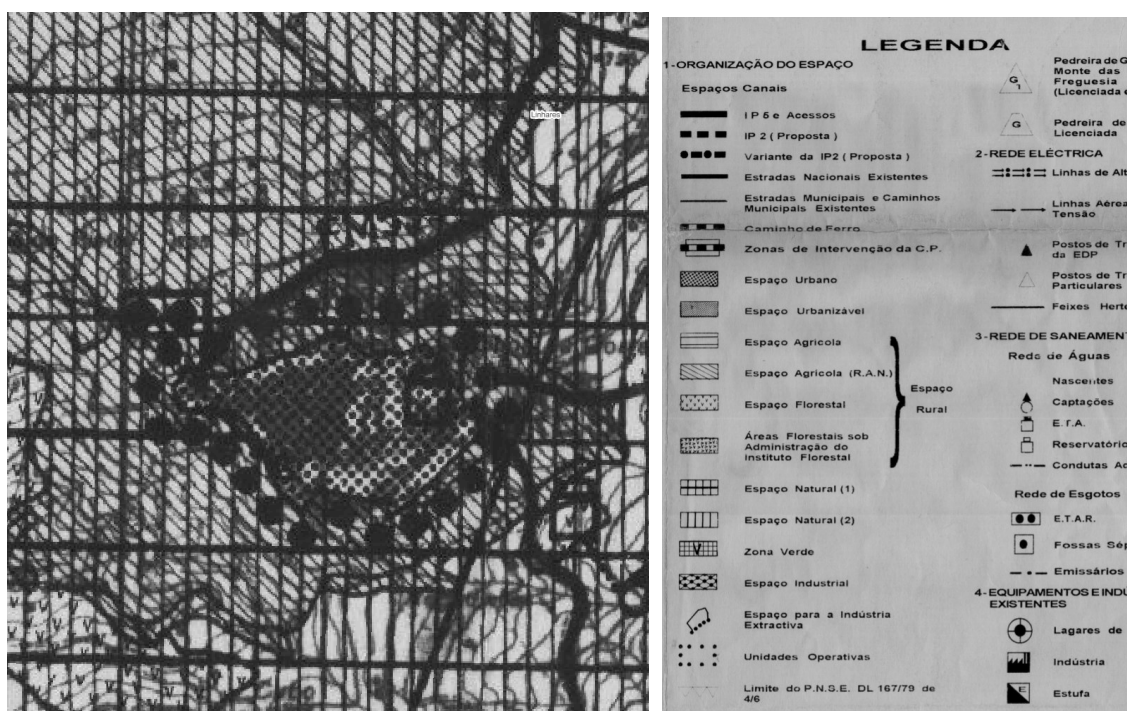 Linhares
LEGENDA
1-ORGANIZAÇÃO DO ESPAÇO
Espaços Canais
IP 5 e Acessos
IP 2 ( Proposta )
Variante da IP2 ( Proposta )
Estradas Nacionais Existentes
Estradas Municipais e Caminhos
Municipais Existentes
Caminho de Ferro
Zonas de Intervenção da C.P.
Espaço Urbano
Espaço Urbanizável
Espaço Agricola
Espaço Agricola (R.A.N.)
Espaço Florestal
Áreas Florestais sob
Administração do
Instituto Florestal
Espaço
Rural
Espaço Natural (1)
Espaço Natural (2)
V
Zona Verde
Espaço Industrial
Espaço para a Indústria
Extractiva
Unidades Operativas
Limite do P.N.S.E. DL 167/79 de
4/6
G
1
Pedreira de G
Monte das
Freguesia
(Licenciada e
G
Pedreira de
Licenciada
2-REDE ELÉCTRICA
Linhas de Alt
Linhas Aérea
Tensão
Postos de Tr
da EDP
Postos de Tr
Particulares
Feixes Herte
3-REDE DE SANEAMENT
Rede de Águas
Nascentes
Captações
E.T.A.
Reservatório
Condutas Ad
Rede de Esgotos
E.T.A.R.
Fossas Sép
Emissários
4-EQUIPAMENTOS E INDU
EXISTENTES
Lagares de
Indústria
E
Estufa